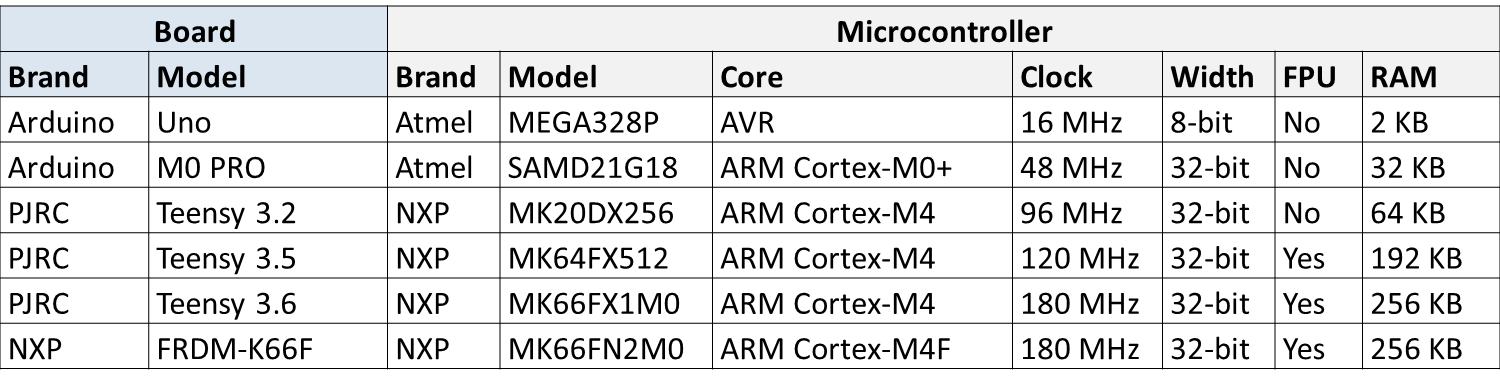 Board Microcontroller
Brand Model Brand Model Core Clock Width FPU RAM
Arduino Uno Atmel MEGA328P AVR 16 MHz 8-bit No 2 KB
Arduino M0 PRO Atmel SAMD21G18 ARM Cortex-M0+ 48 MHz 32-bit No 32 KB
PJRC Teensy 3.2 NXP MK20DX256 ARM Cortex-M4 96 MHz 32-bit No 64 KB
PJRC Teensy 3.5 NXP MK64FX512 ARM Cortex-M4 120 MHz 32-bit Yes 192 KB
PJRC Teensy 3.6 NXP MK66FX1M0 ARM Cortex-M4 180 MHz 32-bit Yes 256 KB
NXP FRDM-K66F NXP MK66FN2M0 ARM Cortex-M4F 180 MHz 32-bit Yes 256 KB